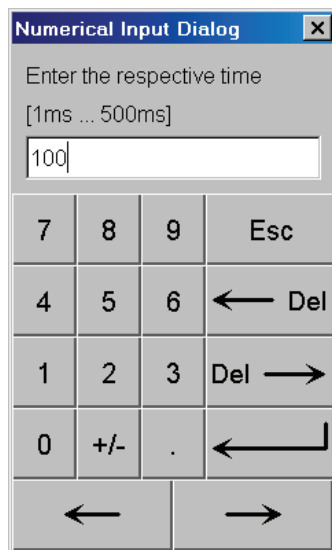 Numerical Input Dialog
Enter the respective time
[1ms ... 500ms]
100
7 8 9 Esc
4 5 6 ← Del
1 2 3 Del →
0 +/- .